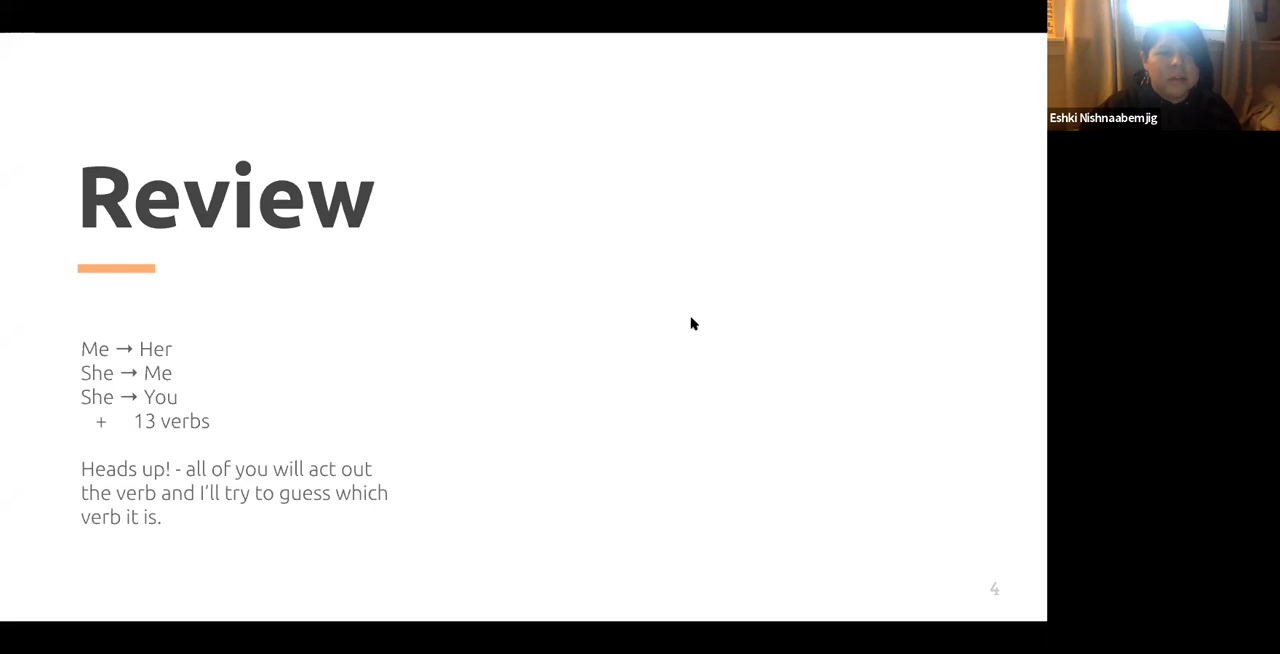 Eshki Nishnaabemjig
Review
Me → Her
She → Me
She → You
+ 13 verbs
Heads up! - all of you will act out
the verb and I'll try to guess which
verb it is.
4